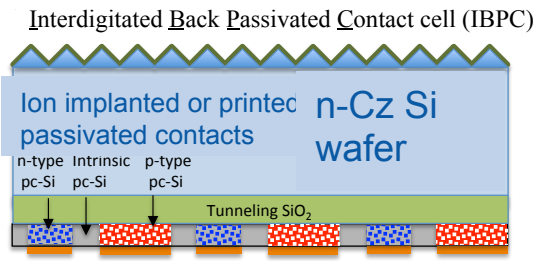 Interdigitated Back Passivated Contact cell (IBPC)
Ion implanted or printed
passivated contacts
n-Cz Si
wafer
n-type Intrinsic p-type
pc-Si pc-Si pc-Si
Tunneling SiO2